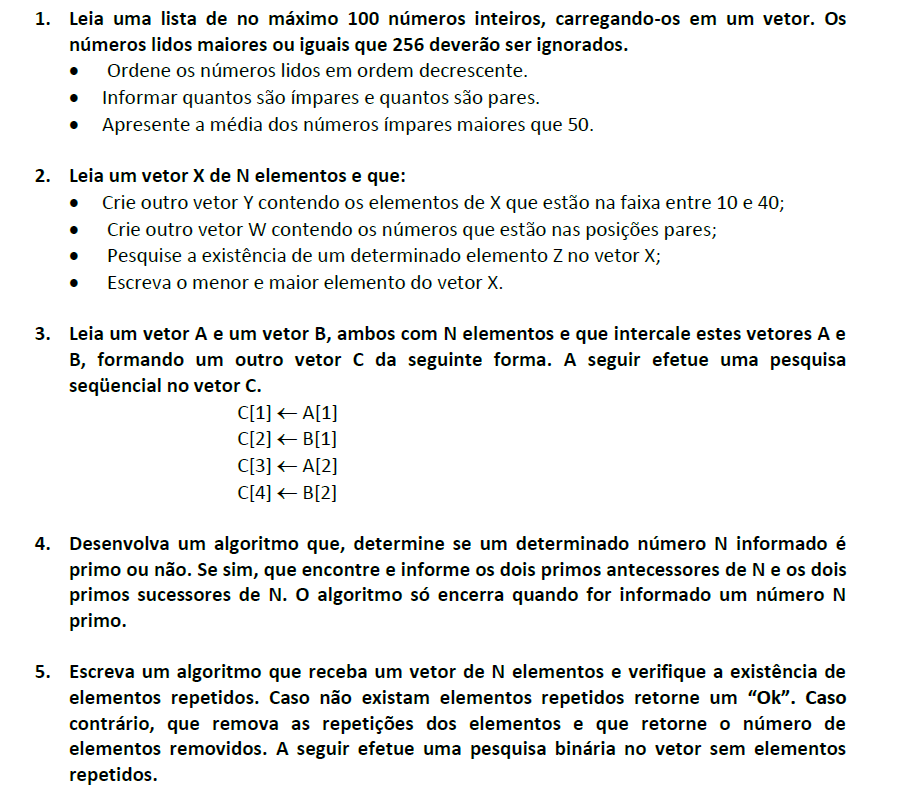 1. Leia uma lista de no máximo 100 números inteiros, carregando-os em um vetor. Os
números lidos maiores ou iguais que 256 deverão ser ignorados.
• Ordene os números lidos em ordem decrescente.
• Informar quantos são ímpares e quantos são pares.
• Apresente a média dos números ímpares maiores que 50.
2. Leia um vetor X de N elementos e que:
• Crie outro vetor Y contendo os elementos de X que estão na faixa entre 10 e 40;
• Crie outro vetor W contendo os números que estão nas posições pares;
• Pesquise a existência de um determinado elemento Z no vetor X;
• Escreva o menor e maior elemento do vetor X.
3. Leia um vetor A e um vetor B, ambos com N elementos e que intercale estes vetores A e
B, formando um outro vetor C da seguinte forma. A seguir efetue uma pesquisa
seqüencial no vetor C.
C[1] ← A[1]
C[2] ← B[1]
C[3] ← A[2]
C[4] ← B[2]
4. Desenvolva um algoritmo que, determine se um determinado número N informado é
primo ou não. Se sim, que encontre e informe os dois primos antecessores de N e os dois
primos sucessores de N. O algoritmo só encerra quando for informado um número N
primo.
5. Escreva um algoritmo que receba um vetor de N elementos e verifique a existência de
elementos repetidos. Caso não existam elementos repetidos retorne um “Ok”. Caso
contrário, que remova as repetições dos elementos e que retorne o número de
elementos removidos. A seguir efetue uma pesquisa binária no vetor sem elementos
repetidos.